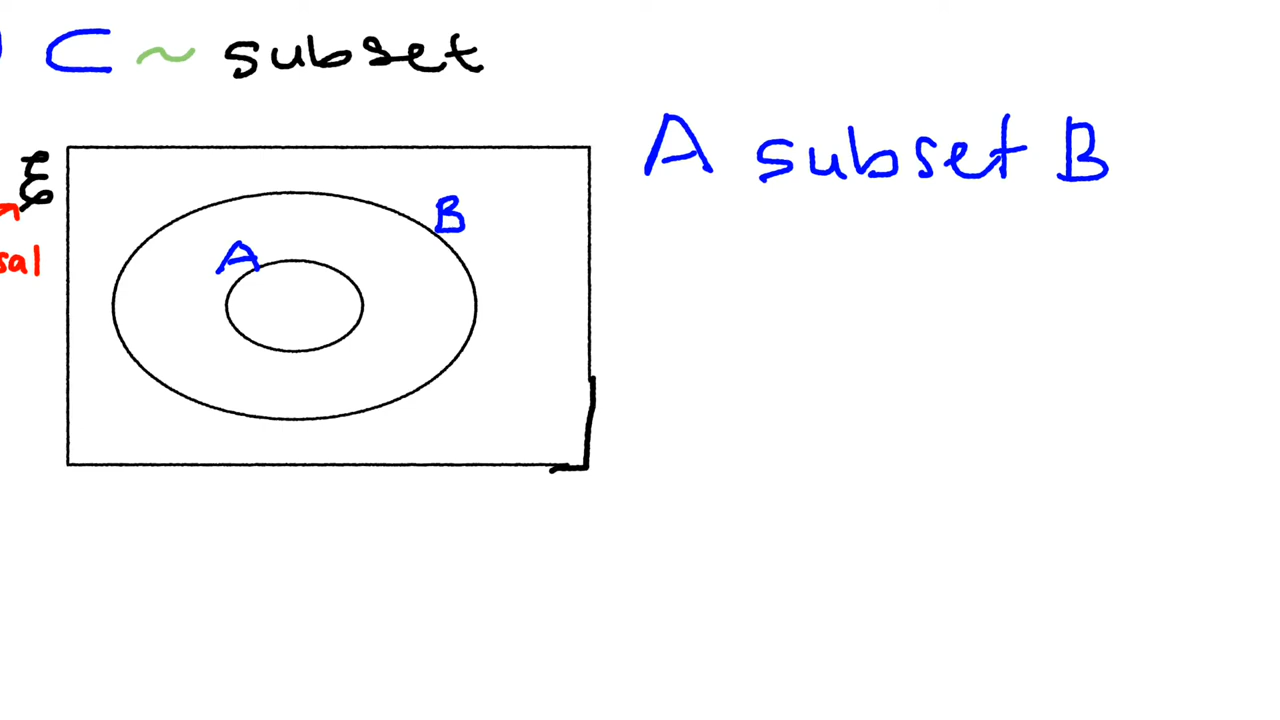 ⊂ ~ subset
A subset B
ξ
B
A
sal